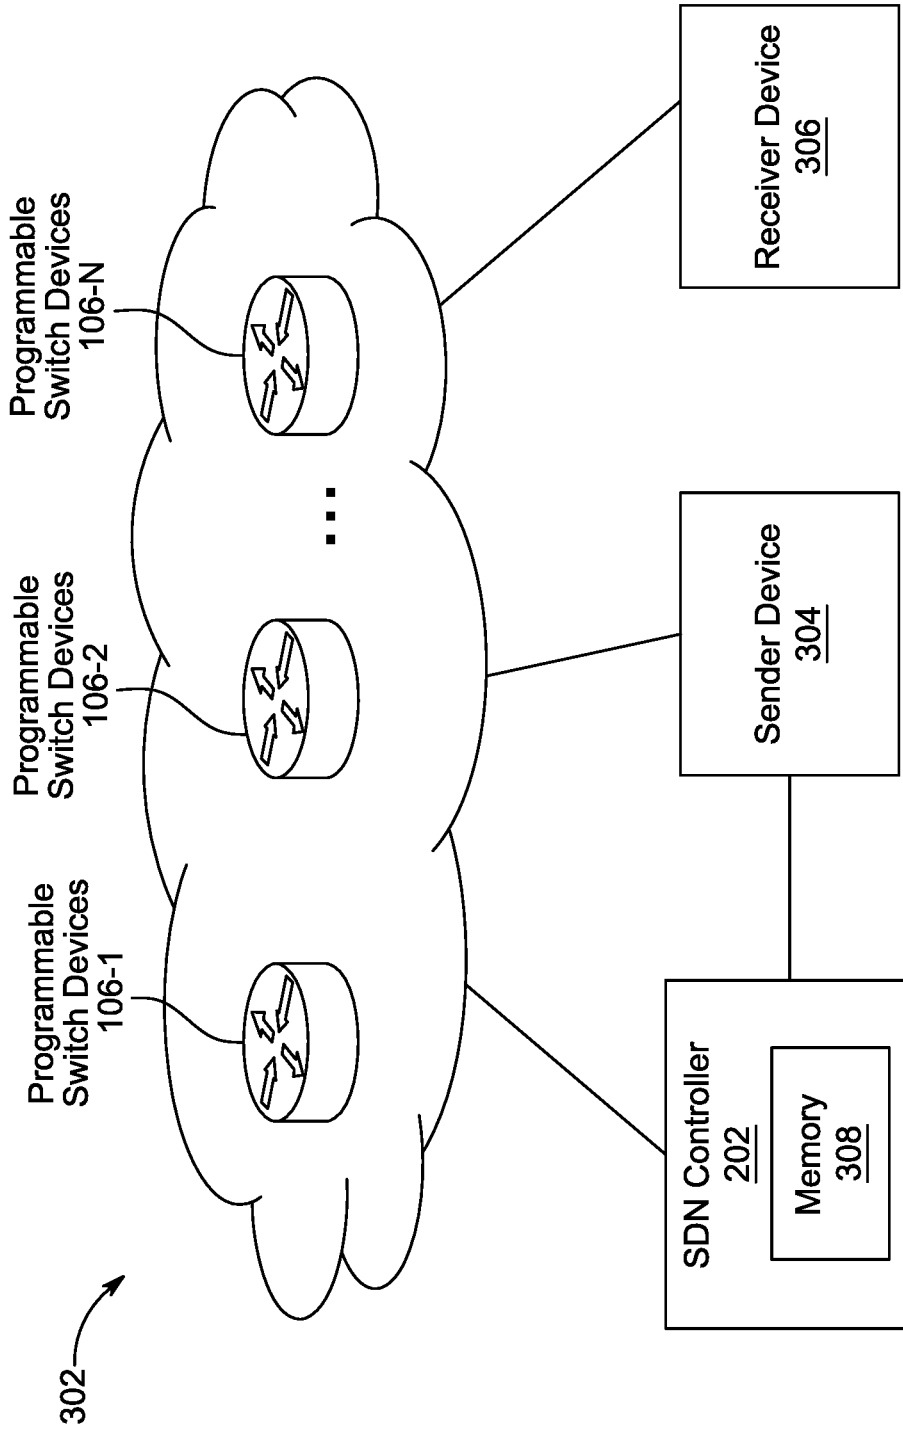 302
Programmable
Switch Devices
106-1
Programmable
Switch Devices
106-2
Programmable
Switch Devices
106-N
...
SDN Controller
202
Memory
308
Sender Device
304
Receiver Device
306